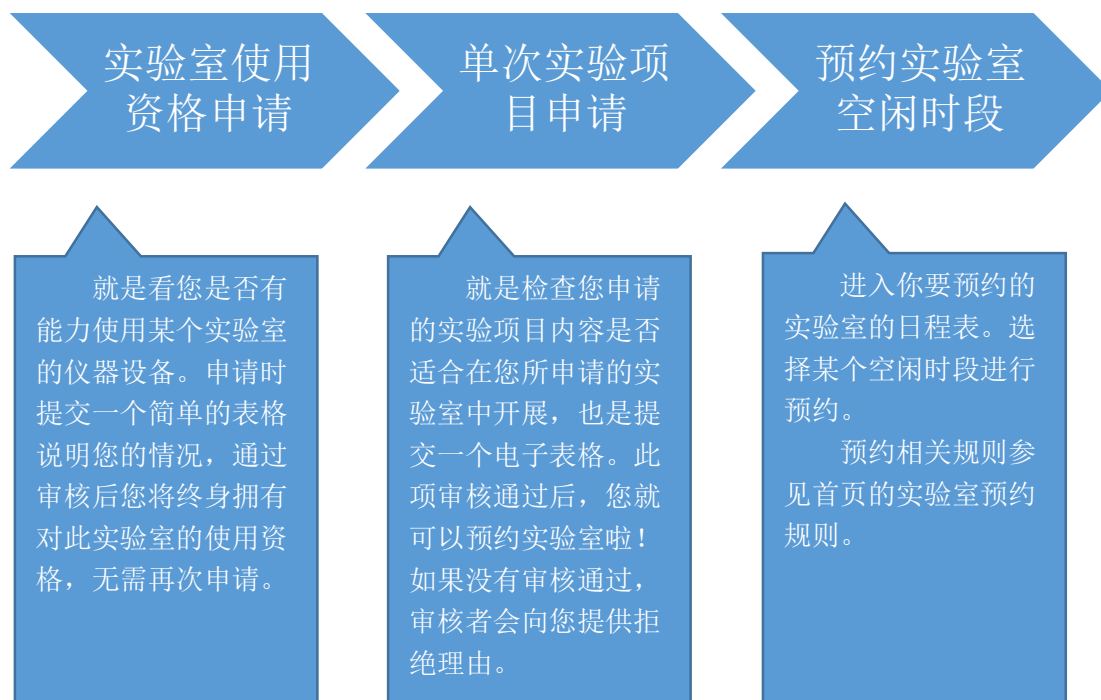 实验室使用
资格申请
单次实验项
目申请
预约实验室
空闲时段
就是看您是否有
能力使用某个实验室
的仪器设备。申请时
提交一个简单的表格
说明您的情况，通过
审核后您将终身拥有
对此实验室的使用资
格，无需再次申请。
就是检查您申请
的实验项目内容是否
适合在您所申请的实
验室中开展，也是提
交一个电子表格。此
项审核通过后，您就
可以预约实验室啦！
如果没有审核通过，
审核者会向您提供拒
绝理由。
进入你要预约的
实验室的日程表。选
择某个空闲时段进行
预约。
预约相关规则参
见首页的实验室预约
规则。